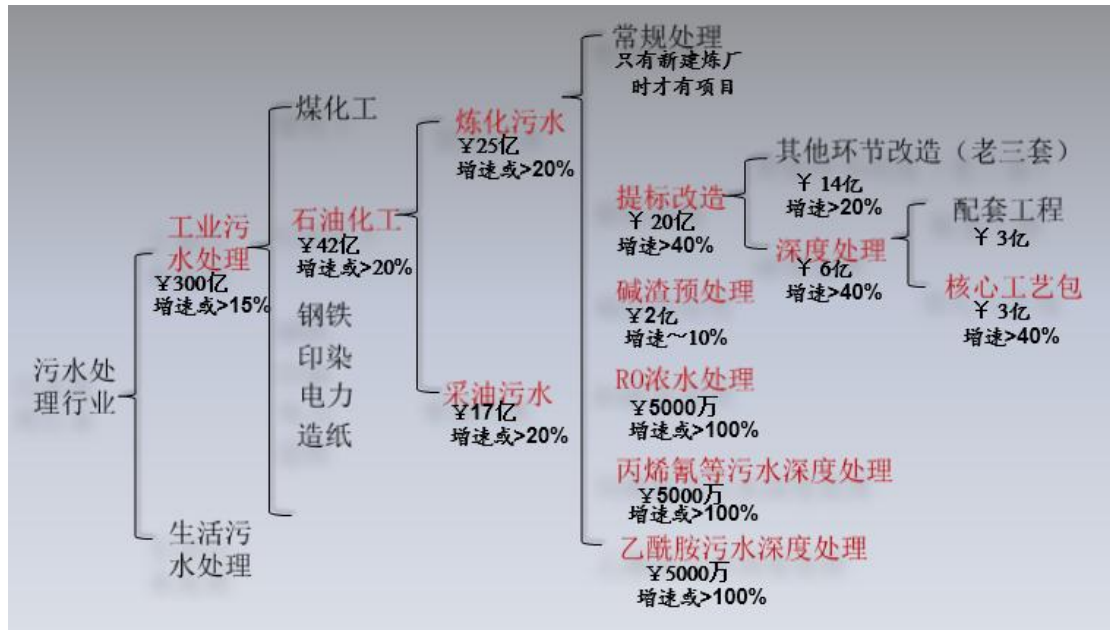 污水处
理行业
工业污
水处理
￥300亿
增速或>15%
生活污
水处理
煤化工
石油化工
￥42亿
增速或>20%
钢铁
印染
电力
造纸
炼化污水
￥25亿
增速或>20%
采油污水
￥17亿
增速或>20%
常规处理
只有新建炼厂
时才有项目
提标改造
￥ 20亿
增速>40%
碱渣预处理
￥2亿
增速～10%
RO浓水处理
￥5000万
增速或>100%
丙烯氰等污水深度处理
￥5000万
增速或>100%
乙酰胺污水深度处理
￥5000万
增速或>100%
其他环节改造（老三套）
￥ 14亿
增速>20%
深度处理
￥ 6亿
增速>40%
配套工程
￥ 3亿
核心工艺包
￥ 3亿
增速>40%